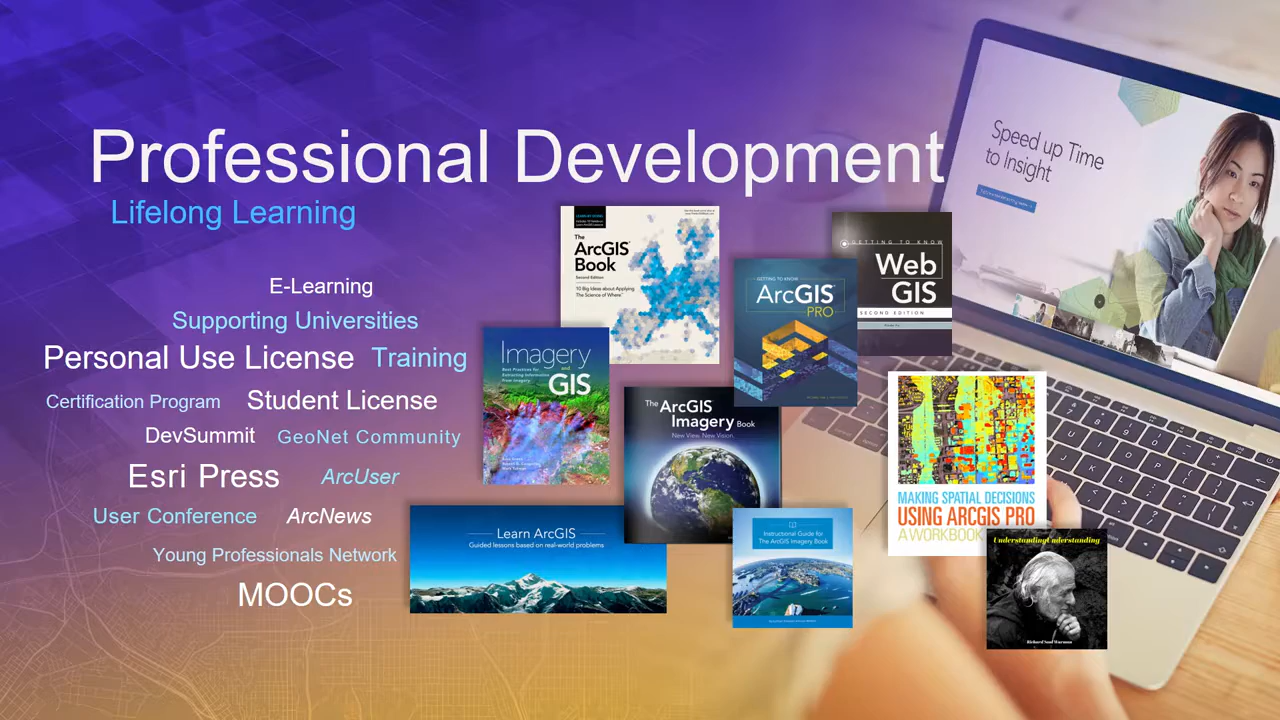 Professional Development
Lifelong Learning
E-Learning
Supporting Universities
Personal Use License Training
Certification Program Student License
DevSummit GeoNet Community
Esri Press ArcUser
User Conference ArcNews
Young Professionals Network
MOOCs
The
ArcGIS
Book
Second Edition
10 Big Ideas about Applying
The Science of Where
GETTING TO KNOW
Web
GIS
SECOND EDITION
GETTING TO KNOW
ArcGIS
PRO
Imagery
and
GIS
Best Practices for
Extracting Information
from Imagery
The ArcGIS
Imagery Book
New View. New Vision.
MAKING SPATIAL DECISIONS
USING ARCGIS PRO
A WORKBOOK
Learn ArcGIS
Guided lessons based on real-world problems
Instructional Guide for
The ArcGIS Imagery Book
UnderstandingUnderstanding
Richard Saul Wurman
Speed up Time
to Insight